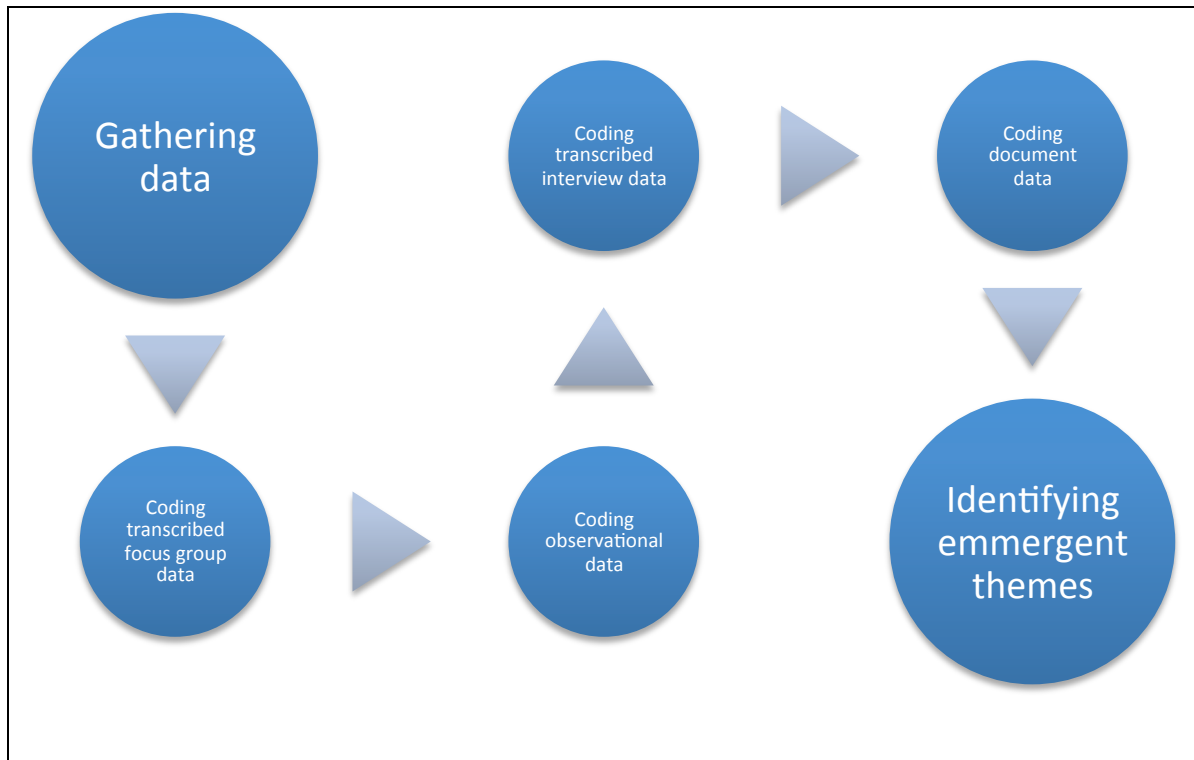 Gathering
data
Coding
transcribed
focus group
data
Coding
observational
data
Coding
transcribed
interview data
Coding
document
data
Identifying
emmergent
themes